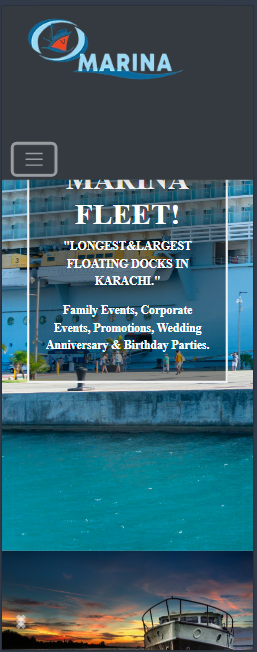 MARINA
MARINA
FLEET!
"LONGEST&LARGEST
FLOATING DOCKS IN
KARACHI."
Family Events, Corporate
Events, Promotions, Wedding
Anniversary & Birthday Parties.